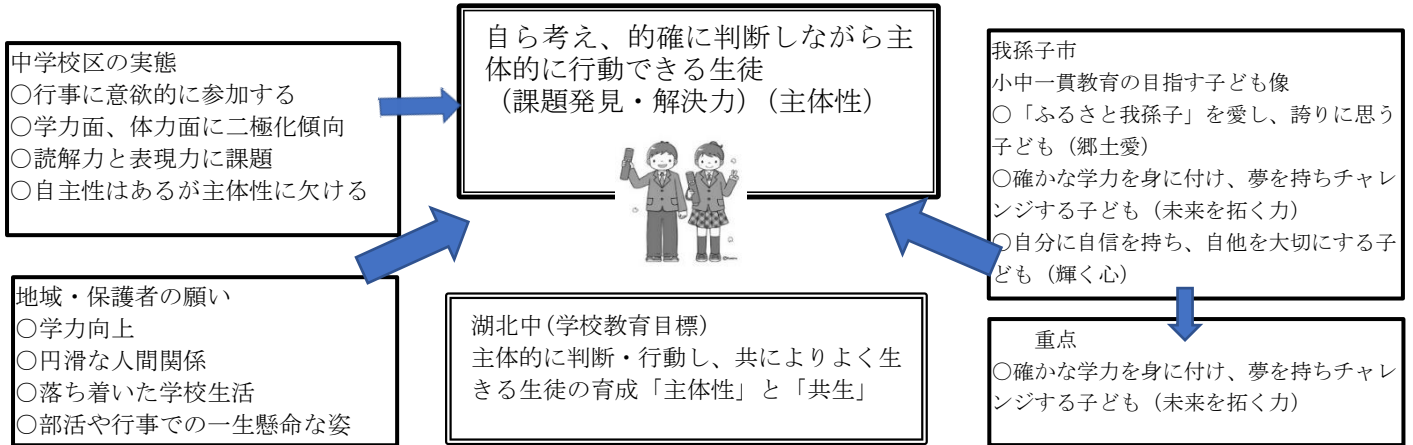 中学校区の実態
○行事に意欲的に参加する
○学力面、体力面に二極化傾向
○読解力と表現力に課題
○自主性はあるが主体性に欠ける
自ら考え、的確に判断しながら主
体的に行動できる生徒
（課題発見・解決力）（主体性）
我孫子市
小中一貫教育の目指す子ども像
○「ふるさと我孫子」を愛し、誇りに思う
子ども（郷土愛）
○確かな学力を身に付け、夢を持ちチャレ
ンジする子ども（未来を拓く力）
○自分に自信を持ち、自他を大切にする子
ども（輝く心）
地域・保護者の願い
○学力向上
○円滑な人間関係
○落ち着いた学校生活
○部活や行事での一生懸命な姿
湖北中(学校教育目標)
主体的に判断・行動し、共によりよく生
きる生徒の育成「主体性」と「共生」
重点
○確かな学力を身に付け、夢を持ちチャレ
ンジする子ども（未来を拓く力）